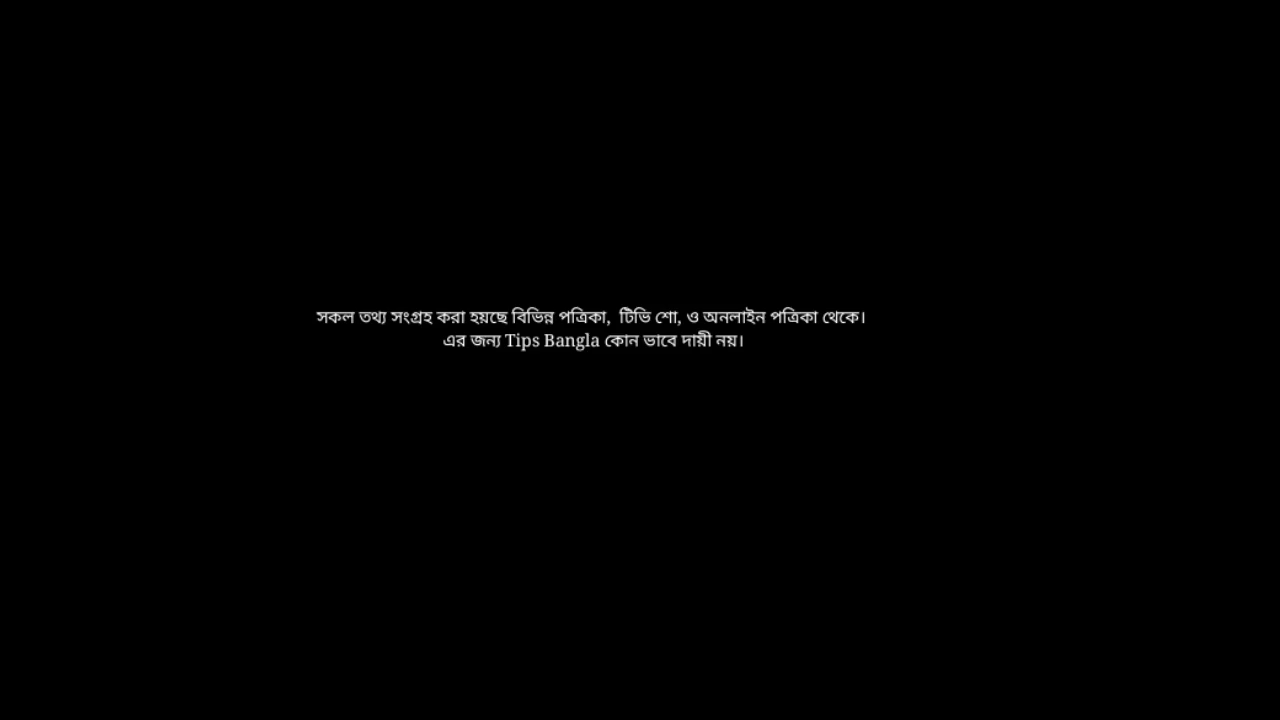 সকল তথ্য সংগ্রহ করা হয়ছে বিভিন্ন পত্রিকা,  টিভি শো, ও অনলাইন পত্রিকা থেকে।
এর জন্য Tips Bangla কোন ভাবে দায়ী নয়।